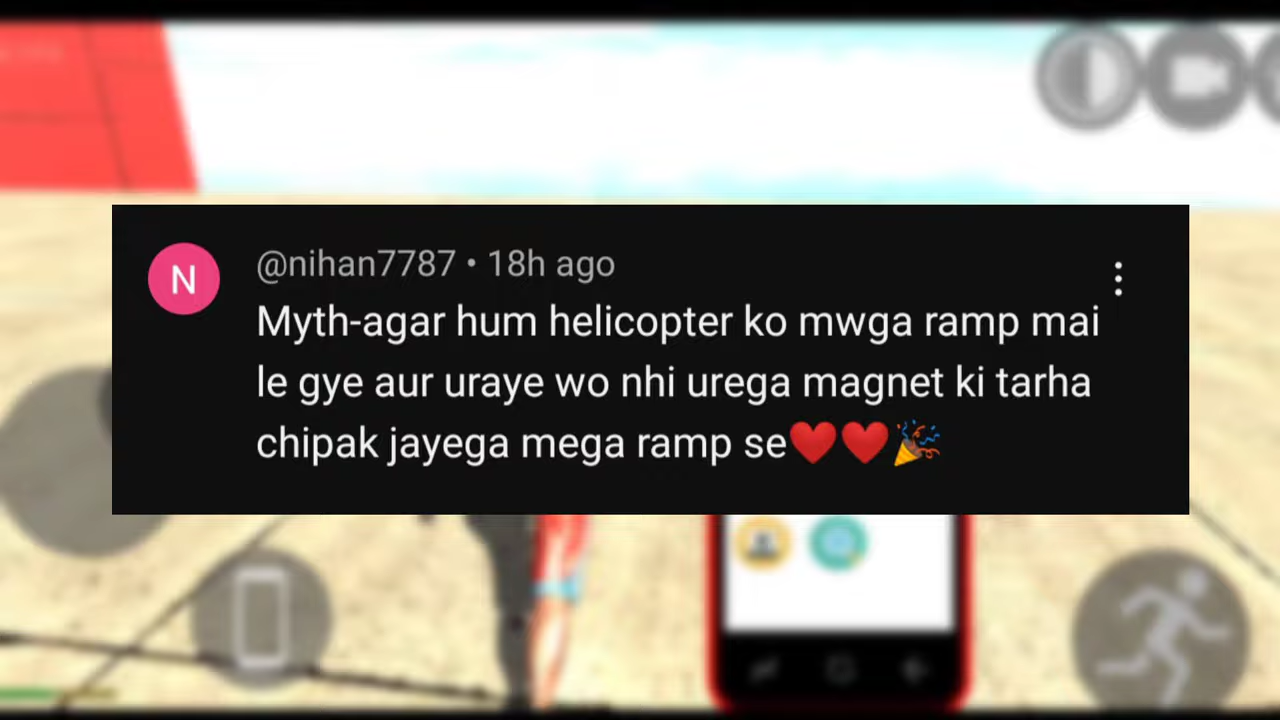 N
@nihan7787 • 18h ago
Myth-agar hum helicopter ko mwga ramp mai
le gye aur uraye wo nhi urega magnet ki tarha
chipak jayega mega ramp se❤️❤️🎉